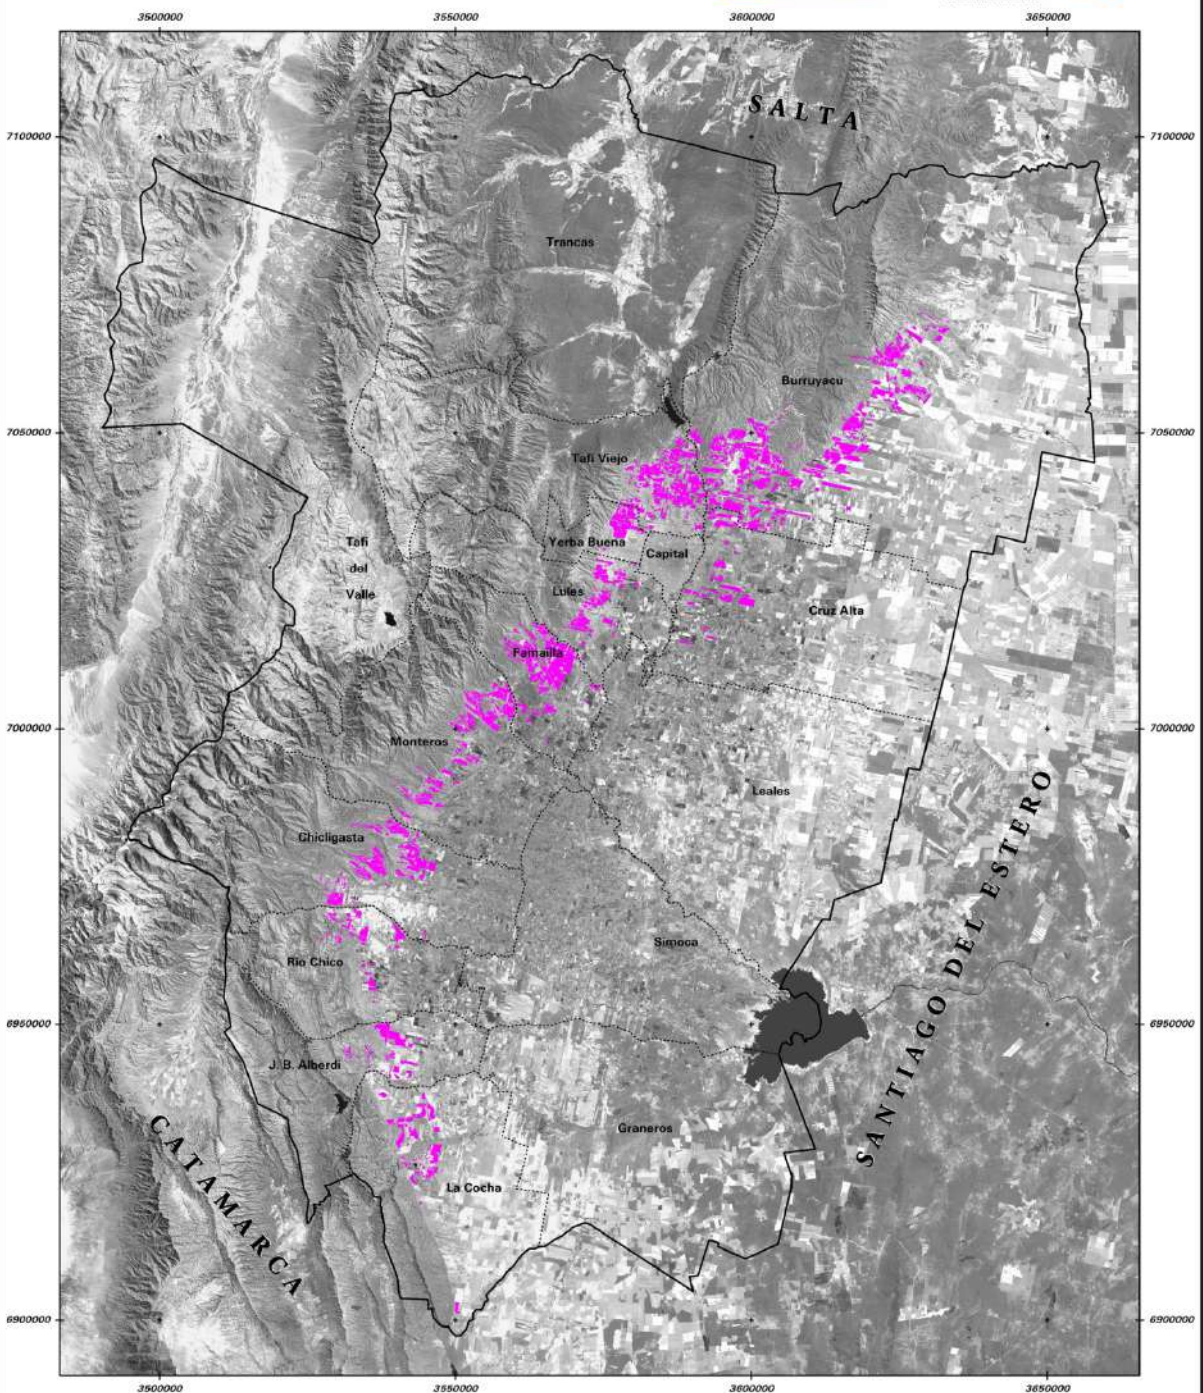 3500000 3550000 3600000 3650000
SALTA
7100000 7100000
Trancas
Burruyacu
7050000 7050000
Tafi Viejo
Tafi
del
Valle
Yerba Buena
Capital
Lules
Cruz Alta
Famailla
7000000 7000000
Monteros
Leales
Chicligasta
SANTIAGO DEL ESTERO
Simoca
Rio Chico
6950000 6950000
J. B. Alberdi
CATAMARCA
Graneros
La Cocha
6900000 6900000
3500000 3550000 3600000 3650000